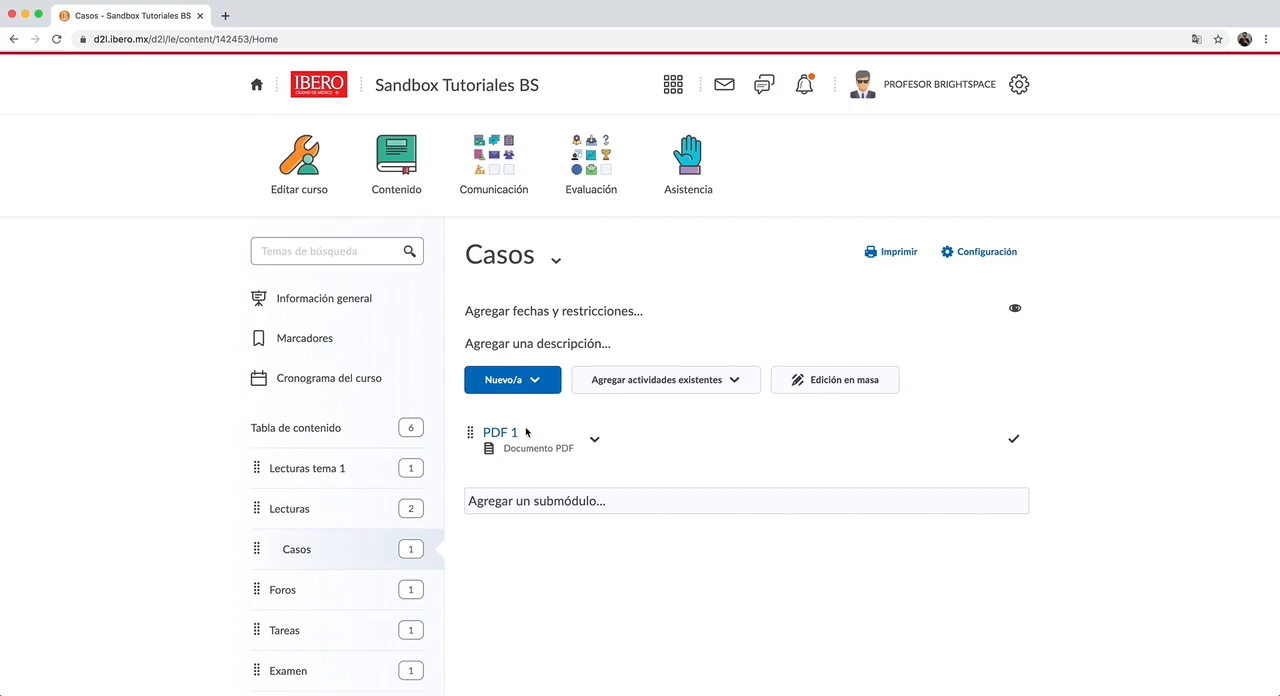 Casos - Sandbox Tutoriales BS
d2l.ibero.mx/d2l/le/content/142453/Home
IBERO
CIUDAD DE MÉXICO
Sandbox Tutoriales BS
PROFESOR BRIGHTSPACE
Editar curso
Contenido
Comunicación
Evaluación
Asistencia
Temas de búsqueda
Información general
Marcadores
Cronograma del curso
Tabla de contenido 6
Lecturas tema 1 1
Lecturas 2
Casos 1
Foros 1
Tareas 1
Examen 1
Casos
Imprimir
Configuración
Agregar fechas y restricciones...
Agregar una descripción...
Nuevo/a
Agregar actividades existentes
Edición en masa
PDF 1
Documento PDF
Agregar un submódulo...